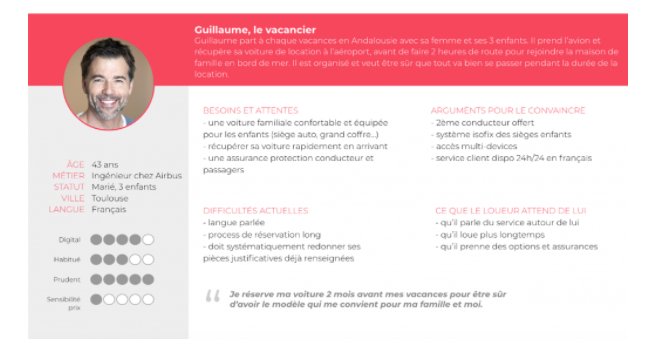 Guillaume, le vacancier
Guillaume part à chaque vacances en Andalousie avec sa femme et ses 3 enfants. Il prend l'avion et
récupère sa voiture de location à l'aéroport, avant de faire 2 heures de route pour rejoindre la maison de
famille en bord de mer. Il est organisé et veut être sûr que tout va bien se passer pendant la durée de la
location.
ÂGE 43 ans
MÉTIER Ingénieur chez Airbus
STATUT Marié, 3 enfants
VILLE Toulouse
LANGUE Français
Digital
Habitué
Prudent
Sensibilité
prix
BESOINS ET ATTENTES
- une voiture familiale confortable et équipée
pour les enfants (siège auto, grand coffre...)
- récupérer sa voiture rapidement en arrivant
- une assurance protection conducteur et
passagers
ARGUMENTS POUR LE CONVAINCRE
- 2ème conducteur offert
- système isofix des sièges enfants
- accès multi-devices
- service client dispo 24h/24 en français
DIFFICULTÉS ACTUELLES
- langue parlée
- process de réservation long
- doit systématiquement redonner ses
pièces justificatives déjà renseignées
CE QUE LE LOUEUR ATTEND DE LUI
- qu'il parle du service autour de lui
- qu'il loue plus longtemps
- qu'il prenne des options et assurances
“ Je réserve ma voiture 2 mois avant mes vacances pour être sûr
d'avoir le modèle qui me convient pour ma famille et moi.